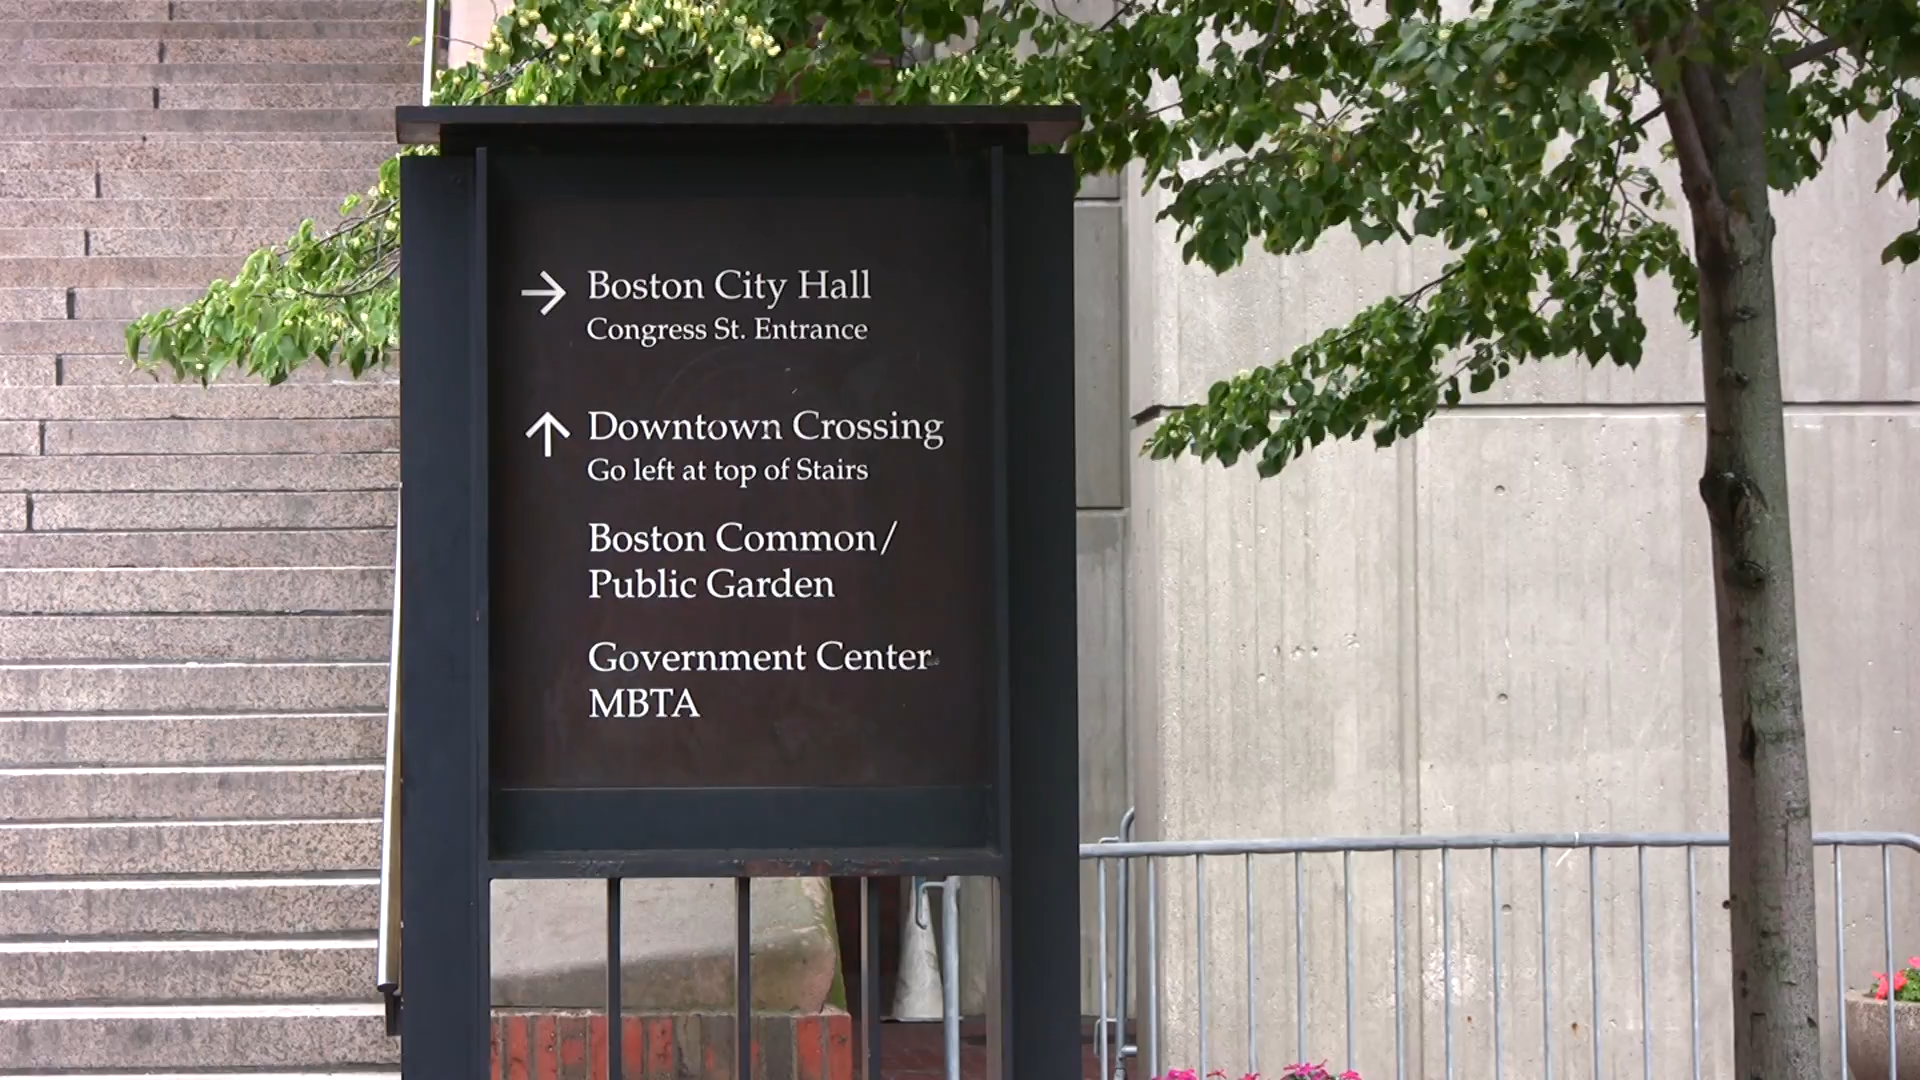 → Boston City Hall
Congress St. Entrance
↑ Downtown Crossing
Go left at top of Stairs
Boston Common/
Public Garden
Government Center
MBTA